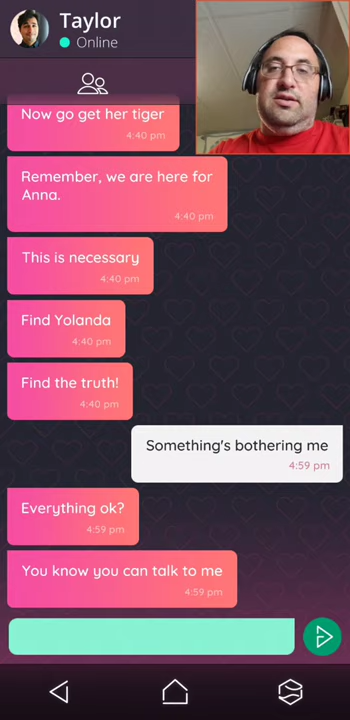 Taylor
Online
Now go get her tiger
4:40 pm
Remember, we are here for
Anna.
4:40 pm
This is necessary
4:40 pm
Find Yolanda
4:40 pm
Find the truth!
4:40 pm
Something's bothering me
4:59 pm
Everything ok?
4:59 pm
You know you can talk to me
4:59 pm